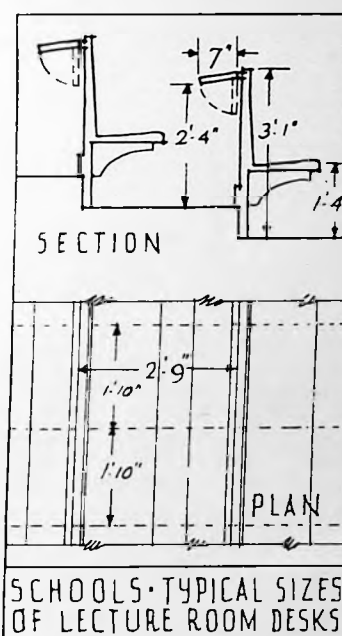 7"
2'-4"
3'-1"
1'-4
SECTION
2'-9"
1'-10"
1'-10"
PLAN
SCHOOLS·TYPICAL SIZES
OF LECTURE ROOM DESKS